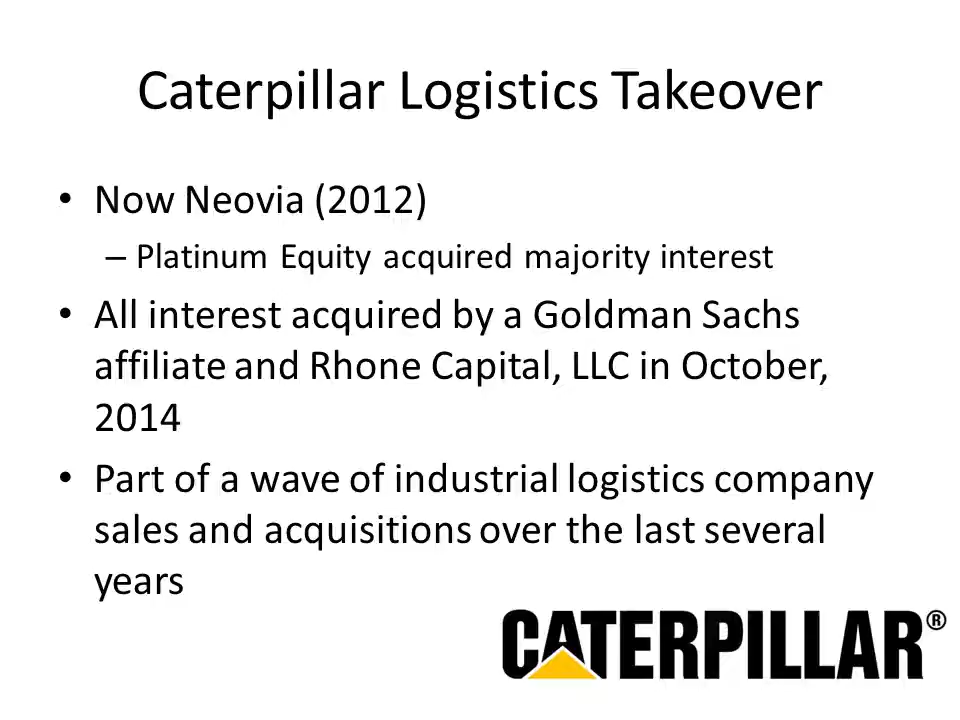 Caterpillar Logistics Takeover
• Now Neovia (2012)
– Platinum Equity acquired majority interest
• All interest acquired by a Goldman Sachs
affiliate and Rhone Capital, LLC in October,
2014
• Part of a wave of industrial logistics company
sales and acquisitions over the last several
years
CATERPILLAR®